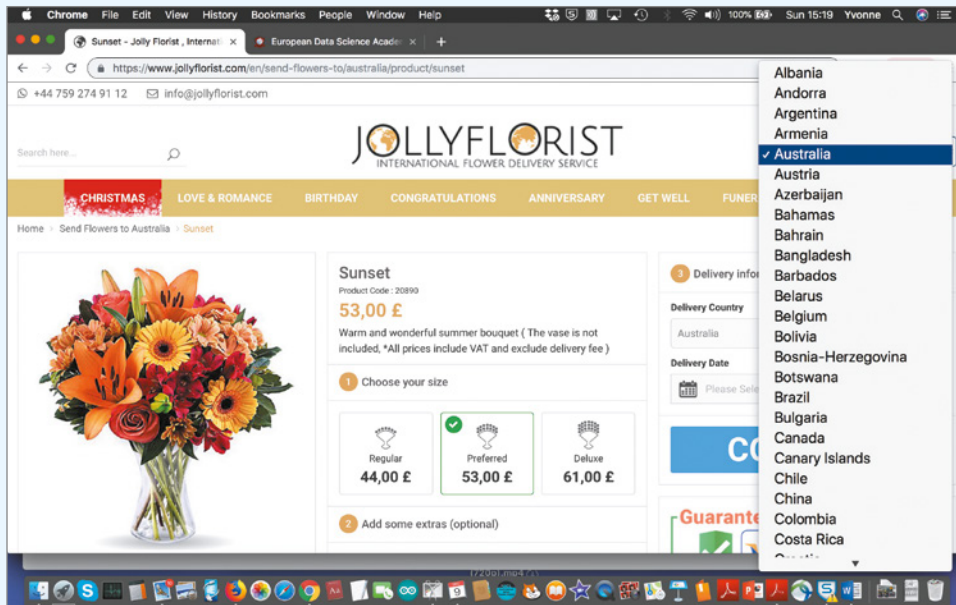 Chrome File Edit View History Bookmarks People Window Help 100% Sun 15:19 Yvonne
Sunset - Jolly Florist , Internati × European Data Science Acader × +
https://www.jollyflorist.com/en/send-flowers-to/australia/product/sunset
+44 759 274 91 12 info@jollyflorist.com
Search here...
JOLLYFLORIST
INTERNATIONAL FLOWER DELIVERY SERVICE
CHRISTMAS LOVE & ROMANCE BIRTHDAY CONGRATULATIONS ANNIVERSARY GET WELL FUNER
Home › Send Flowers to Australia › Sunset
Sunset
Product Code : 20890
53,00 £
Warm and wonderful summer bouquet ( The vase is not
included, *All prices include VAT and exclude delivery fee )
1 Choose your size
Regular
44,00 £
Preferred
53,00 £
Deluxe
61,00 £
2 Add some extras (optional)
3 Delivery infor
Delivery Country
Australia
Delivery Date
Please Sele
CO
Guarante
Albania
Andorra
Argentina
Armenia
✓ Australia
Austria
Azerbaijan
Bahamas
Bahrain
Bangladesh
Barbados
Belarus
Belgium
Bolivia
Bosnia-Herzegovina
Botswana
Brazil
Bulgaria
Canada
Canary Islands
Chile
China
Colombia
Costa Rica